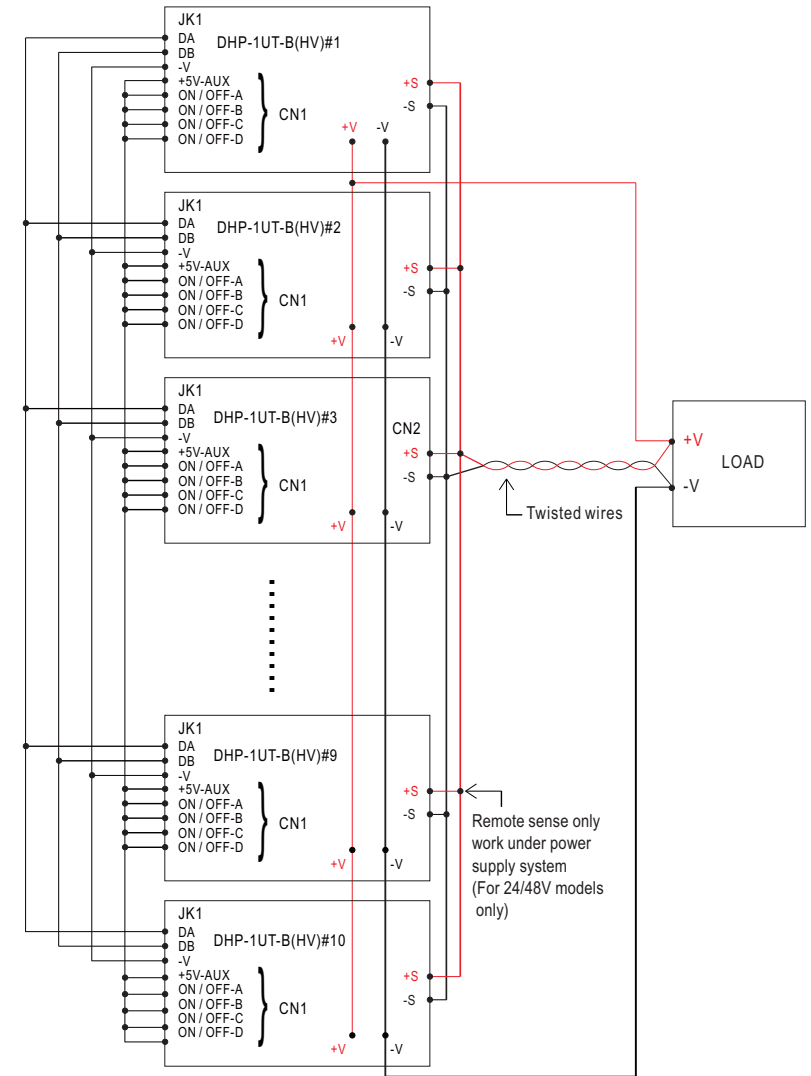 JK1
DA
DHP-1UT-B(HV)#1
DB
-V
+5V-AUX
ON / OFF-A
ON / OFF-B
ON / OFF-C
ON / OFF-D
CN1
+S
-S
+V
-V
JK1
DA
DHP-1UT-B(HV)#2
DB
-V
+5V-AUX
ON / OFF-A
ON / OFF-B
ON / OFF-C
ON / OFF-D
CN1
+S
-S
+V
-V
JK1
DA
DHP-1UT-B(HV)#3
DB
-V
+5V-AUX
ON / OFF-A
ON / OFF-B
ON / OFF-C
ON / OFF-D
CN1
CN2
+S
-S
+V
-V
Twisted wires
+V
-V
LOAD
JK1
DA
DHP-1UT-B(HV)#9
DB
-V
+5V-AUX
ON / OFF-A
ON / OFF-B
ON / OFF-C
ON / OFF-D
CN1
+S
-S
+V
-V
Remote sense only
work under power
supply system
(For 24/48V models
only)
JK1
DA
DHP-1UT-B(HV)#10
DB
-V
+5V-AUX
ON / OFF-A
ON / OFF-B
ON / OFF-C
ON / OFF-D
CN1
+S
-S
+V
-V